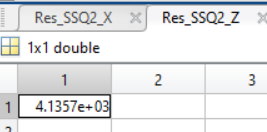 Res_SSQ2_X Res_SSQ2_Z
1x1 double
1 2 3
1 4.1357e+03